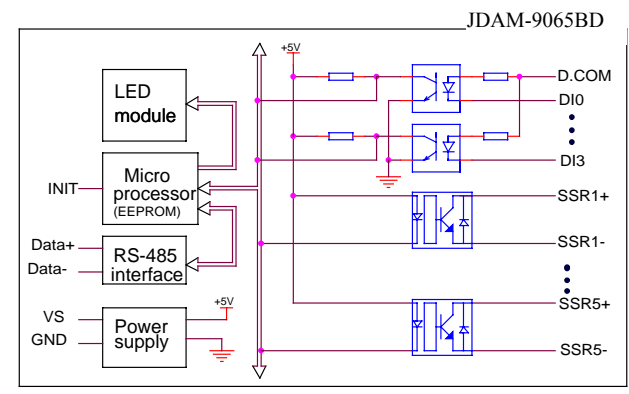 JDAM-9065BD
+5V
LED
module
D.COM
DI0
DI3
Micro
processor
(EEPROM)
INIT
SSR1+
SSR1-
Data+
Data-
RS-485
interface
SSR5+
SSR5-
VS
GND
Power
supply
+5V